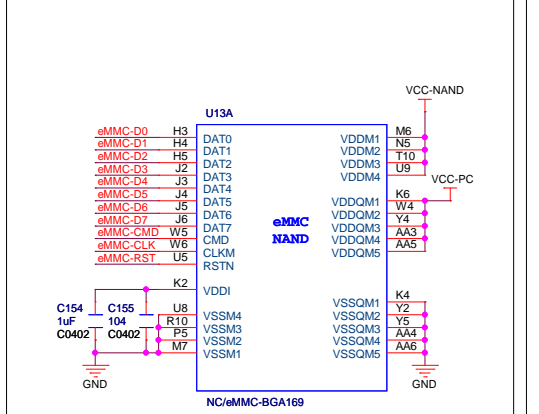 VCC-NAND
U13A
eMMC-D0 H3 DAT0 VDDM1 M6
eMMC-D1 H4 DAT1 VDDM2 N5
eMMC-D2 H5 DAT2 VDDM3 T10
eMMC-D3 J2 DAT3 VDDM4 U9
VCC-PC
eMMC-D4 J3 DAT4
eMMC-D5 J4 DAT5 VDDQM1 K6
eMMC-D6 J5 DAT6 VDDQM2 W4
eMMC-D7 J6 DAT7 VDDQM3 Y4
eMMC-CMD W5 CMD VDDQM4 AA3
eMMC-CLK W6 CLKM VDDQM5 AA5
eMMC-RST U5 RSTN
eMMC
NAND
K2 VDDI
VSSQM1 K4
C154 C155 U8 VSSM4 VSSQM2 Y2
1uF 104 R10 VSSM3 VSSQM3 Y5
C0402 C0402 P5 VSSM2 VSSQM4 AA4
M7 VSSM1 VSSQM5 AA6
GND GND
NC/eMMC-BGA169